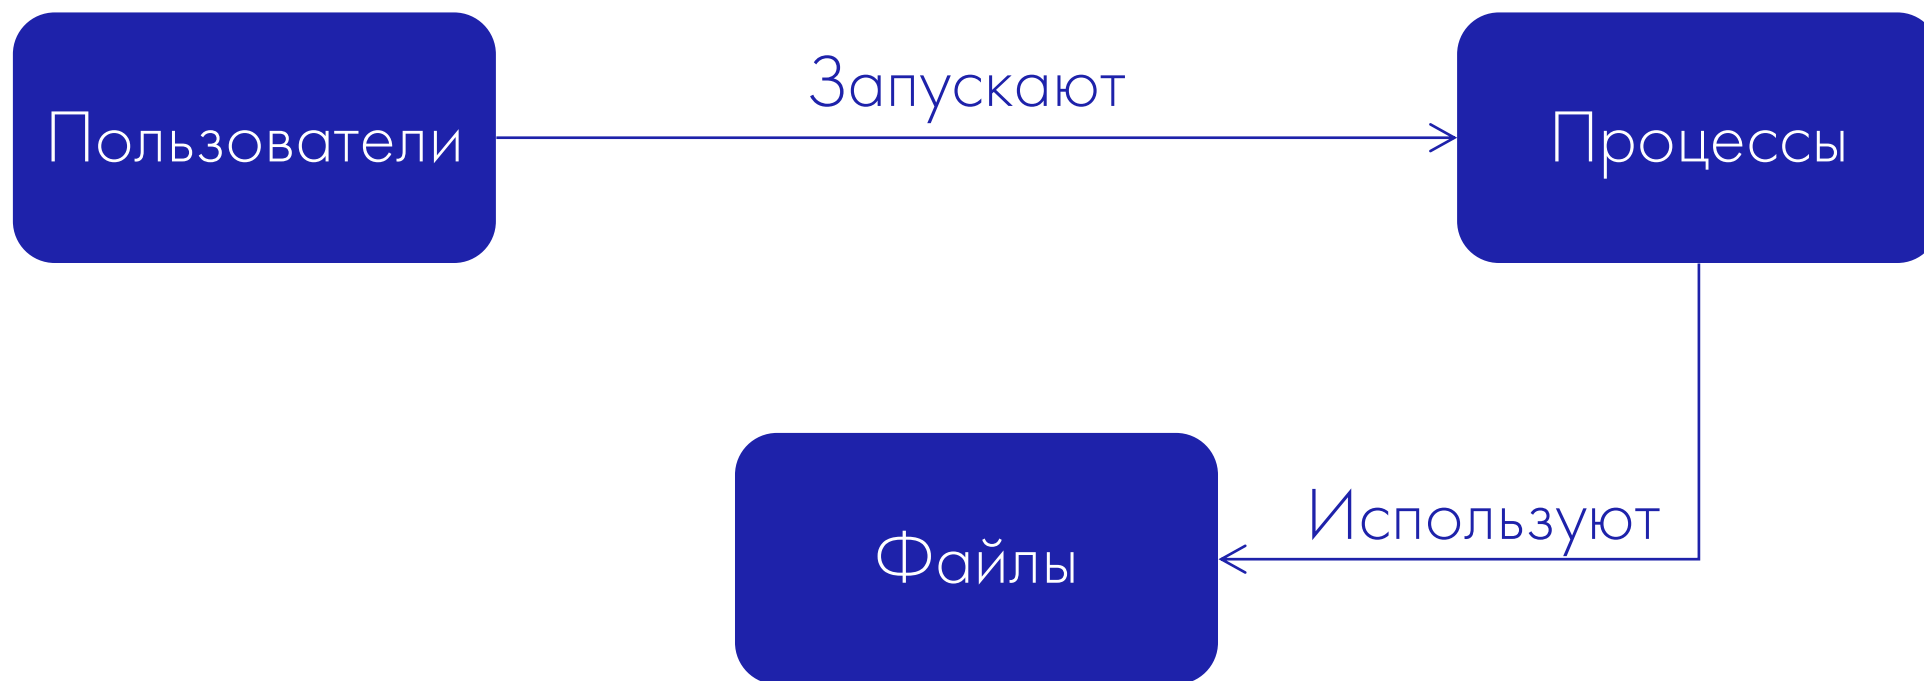 Запускают
Пользователи
Процессы
Используют
Файлы